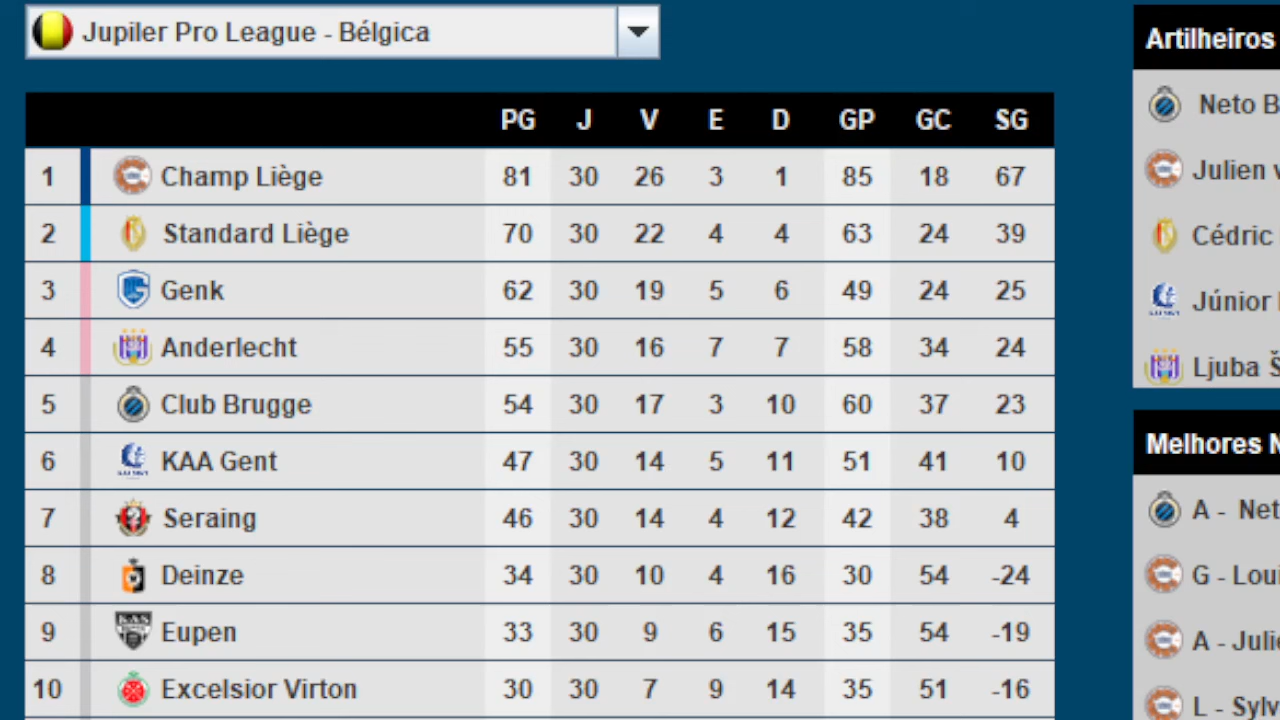 Jupiler Pro League - Bélgica
PG J V E D GP GC SG
1 Champ Liège 81 30 26 3 1 85 18 67
2 Standard Liège 70 30 22 4 4 63 24 39
3 Genk 62 30 19 5 6 49 24 25
4 Anderlecht 55 30 16 7 7 58 34 24
5 Club Brugge 54 30 17 3 10 60 37 23
6 KAA Gent 47 30 14 5 11 51 41 10
7 Seraing 46 30 14 4 12 42 38 4
8 Deinze 34 30 10 4 16 30 54 -24
9 Eupen 33 30 9 6 15 35 54 -19
10 Excelsior Virton 30 30 7 9 14 35 51 -16
Artilheiros
Neto B
Julien
Cédric
Júnior
Ljuba
Melhores N
A - Net
G - Loui
A - Julie
L - Sylv